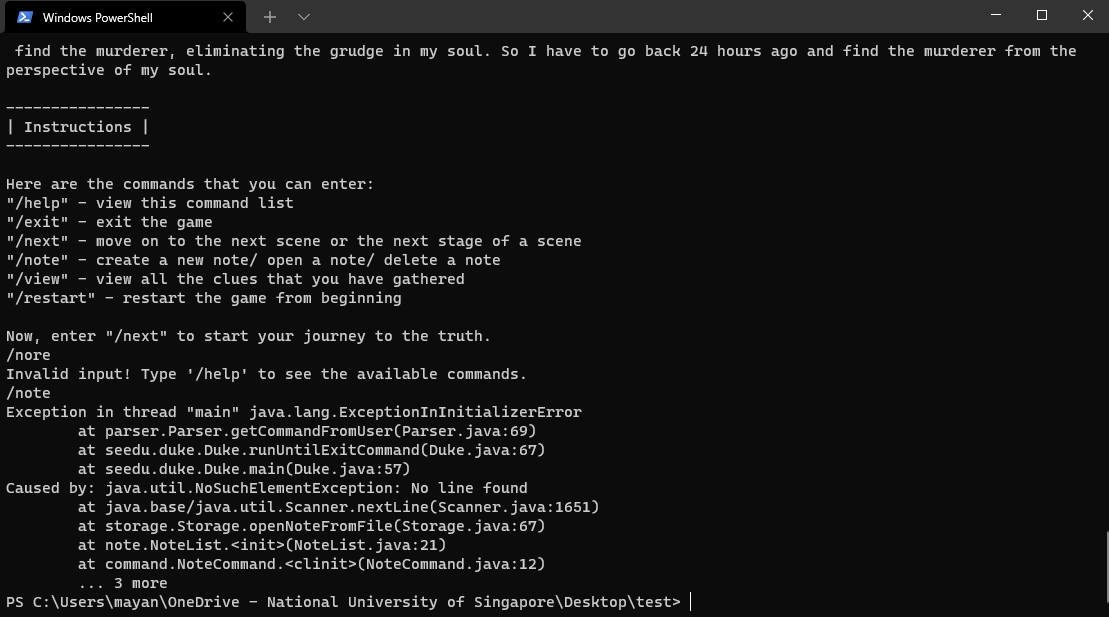 Windows PowerShell
find the murderer, eliminating the grudge in my soul. So I have to go back 24 hours ago and find the murderer from the
perspective of my soul.
----------------
| Instructions |
----------------
Here are the commands that you can enter:
"/help" - view this command list
"/exit" - exit the game
"/next" - move on to the next scene or the next stage of a scene
"/note" - create a new note/ open a note/ delete a note
"/view" - view all the clues that you have gathered
"/restart" - restart the game from beginning
Now, enter "/next" to start your journey to the truth.
/nore
Invalid input! Type '/help' to see the available commands.
/note
Exception in thread "main" java.lang.ExceptionInInitializerError
at parser.Parser.getCommandFromUser(Parser.java:69)
at seedu.duke.Duke.runUntilExitCommand(Duke.java:67)
at seedu.duke.Duke.main(Duke.java:57)
Caused by: java.util.NoSuchElementException: No line found
at java.base/java.util.Scanner.nextLine(Scanner.java:1651)
at storage.Storage.openNoteFromFile(Storage.java:67)
at note.NoteList.<init>(NoteList.java:21)
at command.NoteCommand.<clinit>(NoteCommand.java:12)
... 3 more
PS C:\Users\mayan\OneDrive - National University of Singapore\Desktop\test>